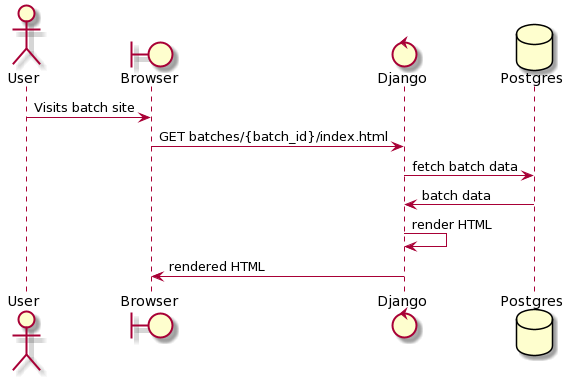 User Browser Django Postgres
Visits batch site
GET batches/{batch_id}/index.html
fetch batch data
batch data
render HTML
rendered HTML
User Browser Django Postgres